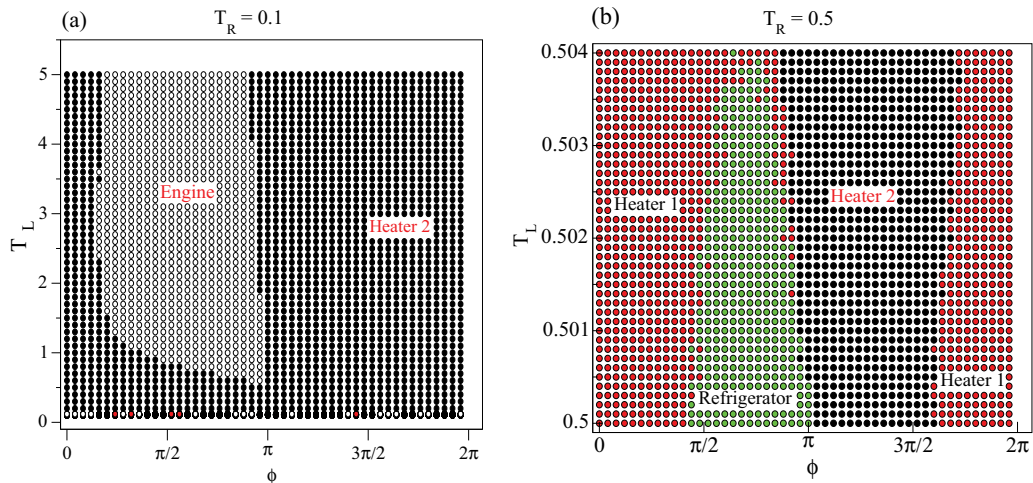 (a)
T_R = 0.1
5
4
3
2
1
0
T_L
Engine
Heater 2
0
π/2
π
3π/2
2π
ϕ
(b)
T_R = 0.5
0.504
0.503
0.502
0.501
0.5
T_L
Heater 1
Heater 2
Refrigerator
Heater 1
0
π/2
π
3π/2
2π
ϕ